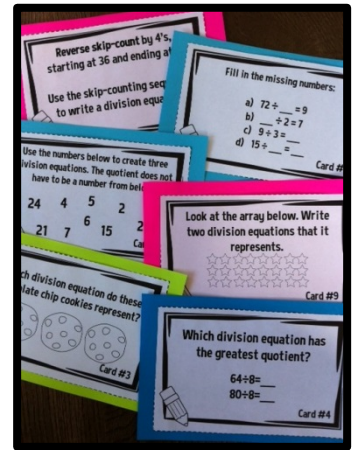 Reverse skip-count by 4's,
starting at 36 and ending at
Use the skip-counting
to write a division
Fill in the missing numbers:
a) 72 ÷ __ = 9
b) __ ÷ 2 = 7
c) 9 ÷ 3 = __
d) 15 ÷ __ = __
Card
Use the numbers below to create three
division equations. The quotient does not
have to be a number from
24 4 5 2
6
21 7 15 2
Look at the array below. Write
two division equations that it
represents.
Card #9
division equation do these
chip cookies represent?
Card #3
Which division equation has
the greatest quotient?
64÷8=__
80÷8=__
Card #4